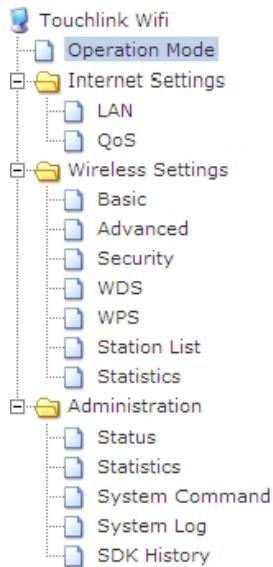 Touchlink Wifi
Operation Mode
Internet Settings
LAN
QoS
Wireless Settings
Basic
Advanced
Security
WDS
WPS
Station List
Statistics
Administration
Status
Statistics
System Command
System Log
SDK History